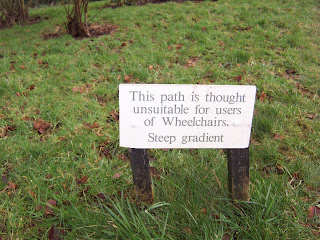 This path is thought
unsuitable for users
of Wheelchairs.
Steep gradient